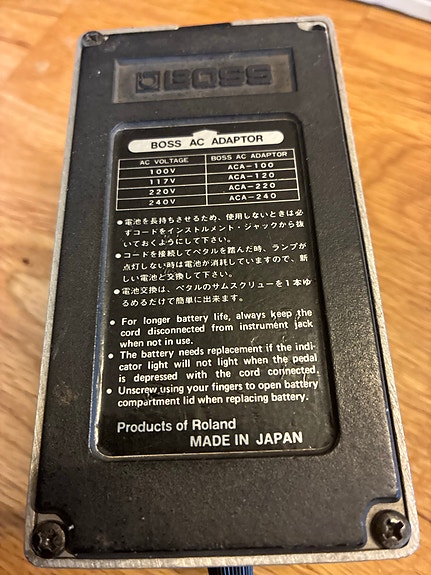 BOSS
BOSS AC ADAPTOR
AC VOLTAGE BOSS AC ADAPTOR
100V ACA-100
117V ACA-120
220V ACA-220
240V ACA-240
●電池を長持ちさせるため、使用しないときは必
ずコードをインストルメント・ジャックから抜
いておくようにして下さい。
●コードを接続してペタルを踏んだ時、ランプが
点灯しない時は電池が消耗していますので、新
しい電池と交換して下さい。
●電池交換は、ペタルのサムスクリューを1本ゆ
るめるだけで簡単に出来ます。
● For longer battery life, always keep the
cord disconnected from instrument jack
when not in use.
● The battery needs replacement if the indi-
cator light will not light when the pedal
is depressed with the cord connected.
● Unscrew using your fingers to open battery
compartment lid when replacing battery.
Products of Roland
MADE IN JAPAN